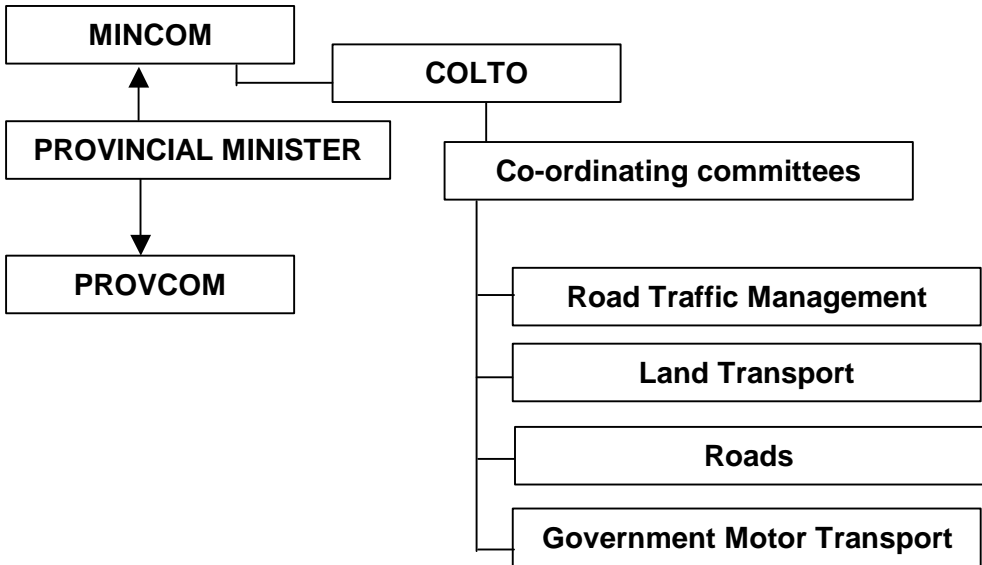 MINCOM
COLTO
PROVINCIAL MINISTER
Co-ordinating committees
PROVCOM
Road Traffic Management
Land Transport
Roads
Government Motor Transport